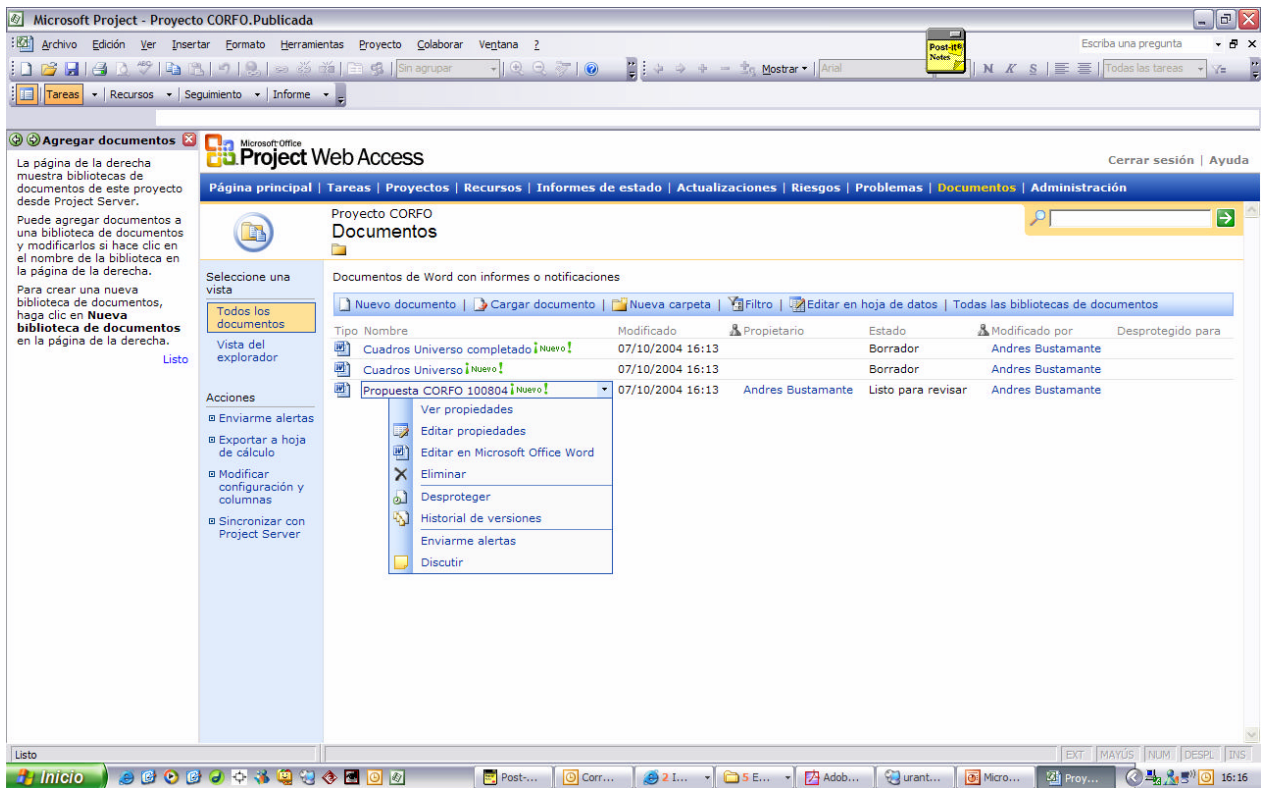 Microsoft Project - Proyecto CORFO.Publicada
Archivo Edición Ver Insertar Formato Herramientas Proyecto Colaborar Ventana ?
Post-it® Notes
Escriba una pregunta
Sin agrupar
Mostrar
Arial
N K S
Todas las tareas
Tareas Recursos Seguimiento Informe
Agregar documentos
La página de la derecha
muestra bibliotecas de
documentos de este proyecto
desde Project Server.
Puede agregar documentos a
una biblioteca de documentos
y modificarlos si hace clic en
el nombre de la biblioteca en
la página de la derecha.
Para crear una nueva
biblioteca de documentos,
haga clic en Nueva
biblioteca de documentos
en la página de la derecha.
Listo
Microsoft Office
Project Web Access
Cerrar sesión | Ayuda
Página principal | Tareas | Proyectos | Recursos | Informes de estado | Actualizaciones | Riesgos | Problemas | Documentos | Administración
Proyecto CORFO
Documentos
Seleccione una
vista
Todos los
documentos
Vista del
explorador
Acciones
Enviarme alertas
Exportar a hoja
de cálculo
Modificar
configuración y
columnas
Sincronizar con
Project Server
Documentos de Word con informes o notificaciones
Nuevo documento | Cargar documento | Nueva carpeta | Filtro | Editar en hoja de datos | Todas las bibliotecas de documentos
Tipo Nombre Modificado Propietario Estado Modificado por Desprotegido para
Cuadros Universo completado ¡Nuevo! 07/10/2004 16:13 Borrador Andres Bustamante
Cuadros Universo ¡Nuevo! 07/10/2004 16:13 Borrador Andres Bustamante
Propuesta CORFO 100804 ¡Nuevo! 07/10/2004 16:13 Andres Bustamante Listo para revisar Andres Bustamante
Ver propiedades
Editar propiedades
Editar en Microsoft Office Word
Eliminar
Desproteger
Historial de versiones
Enviarme alertas
Discutir
Listo
EXT MAYÚS NUM DESPL INS
Inicio Post-... Corr... 2 I... 5 E... Adob... urant... Micro... Proy... 16:16